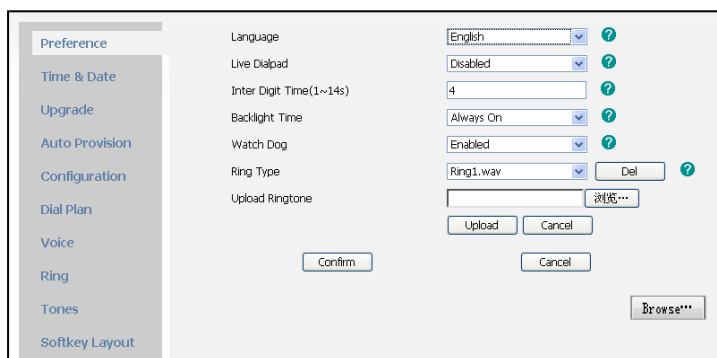 Preference
Time & Date
Upgrade
Auto Provision
Configuration
Dial Plan
Voice
Ring
Tones
Softkey Layout
Language English ?
Live Dialpad Disabled ?
Inter Digit Time(1~14s) 4 ?
Backlight Time Always On ?
Watch Dog Enabled ?
Ring Type Ring1.wav Del ?
Upload Ringtone 浏览…
Upload Cancel
Confirm Cancel
Browse…